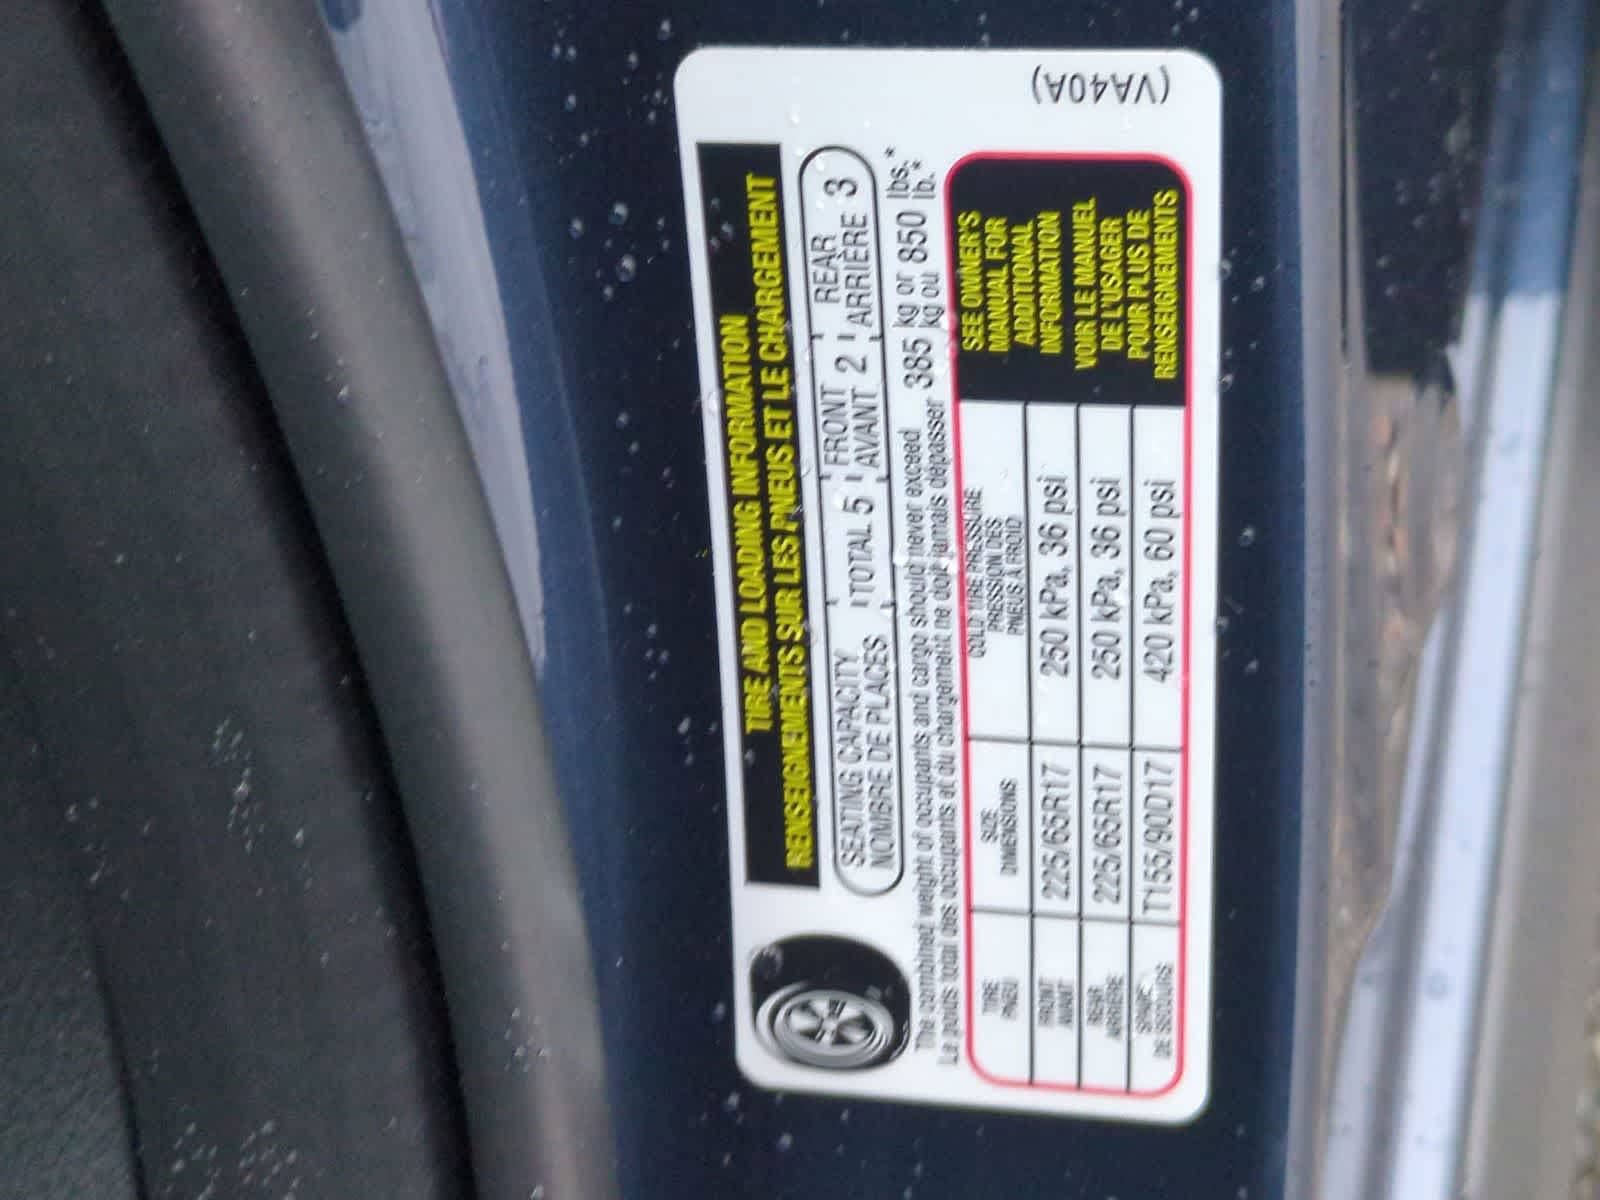 (VA40A)
TIRE AND LOADING INFORMATION
RENSEIGNEMENTS SUR LES PNEUS ET LE CHARGEMENT
SEATING CAPACITY TOTAL 5 FRONT 2 REAR 3
NOMBRE DE PLACES AVANT ARRIÈRE
The combined weight of occupants and cargo should never exceed 385 kg or 850 lbs.*
Le poids total des occupants et du chargement ne doit jamais dépasser kg ou lb.*
TIRE SIZE COLD TIRE PRESSURE
PNEU DIMENSIONS PRESSION DES
PNEUS À FROID
FRONT 225/65R17 250 kPa, 36 psi
AVANT
REAR 225/65R17 250 kPa, 36 psi
ARRIÈRE
SPARE T155/90D17 420 kPa, 60 psi
DE SECOURS
SEE OWNER'S
MANUAL FOR
ADDITIONAL
INFORMATION
VOIR LE MANUEL
DE L'USAGER
POUR PLUS DE
RENSEIGNEMENTS